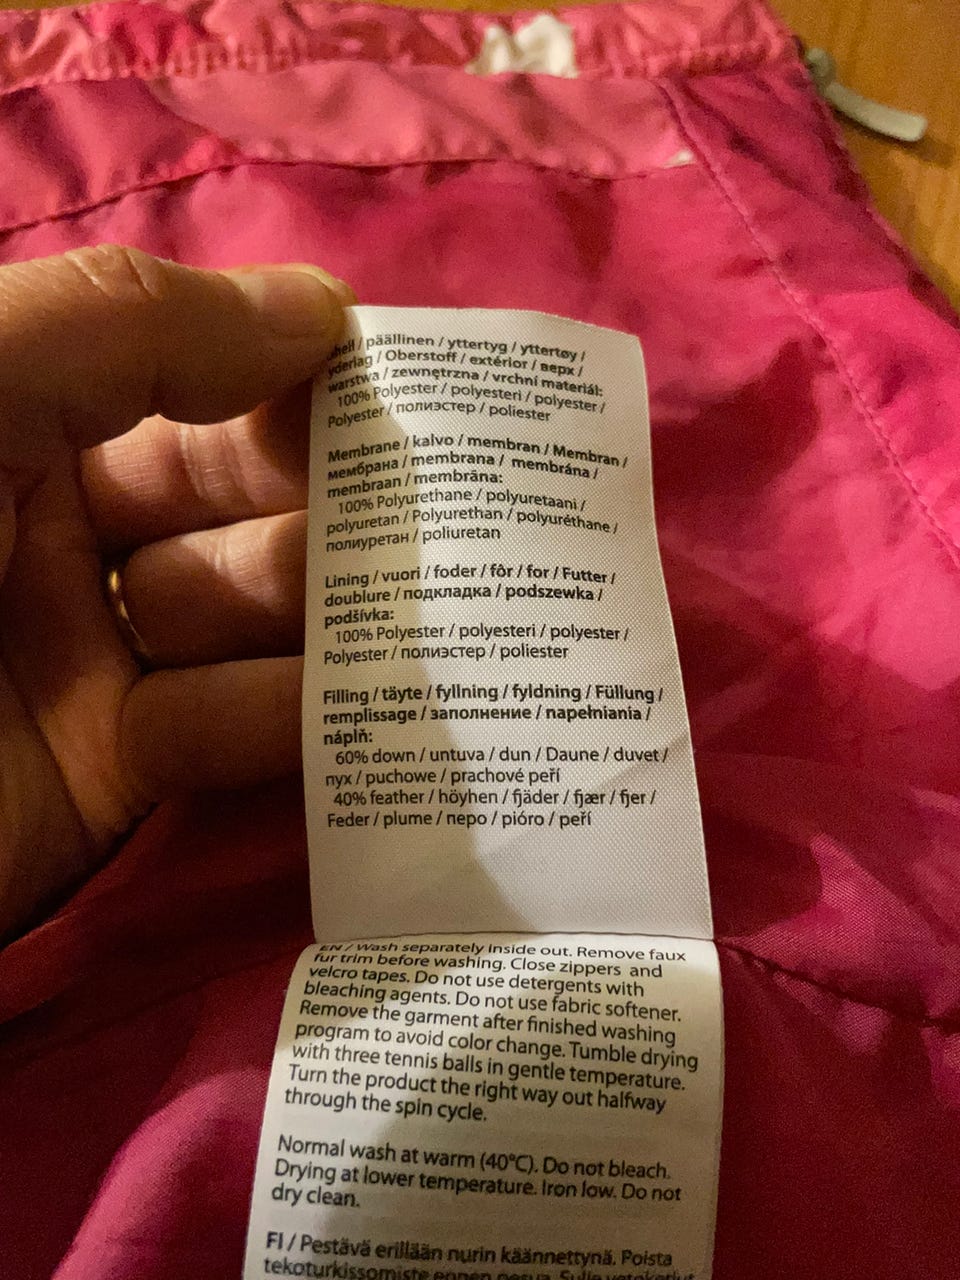 shell / päällinen / yttertyg / yttertøy /
yderlag / Oberstoff / extérior / верх /
warstwa / zewnętrzna / vrchní materiál:
100% Polyester / polyesteri / polyester /
Polyester / полиэстер / poliester
Membrane / kalvo / membran / Membran /
мембрана / membrana / membrána /
membraan / membrāna:
100% Polyurethane / polyuretaani /
polyuretan / Polyurethan / polyuréthane /
полиуретан / poliuretan
Lining / vuori / foder / fôr / for / Futter /
doublure / подкладка / podszewka /
podšívka:
100% Polyester / polyesteri / polyester /
Polyester / полиэстер / poliester
Filling / täyte / fyllning / fyldning / Füllung /
remplissage / заполнение / napełniania /
náplň:
60% down / untuva / dun / Daune / duvet /
пух / puchowe / prachové peří
40% feather / höyhen / fjäder / fjær / fjer /
Feder / plume / перо / pióro / peří
EN / Wash separately inside out. Remove faux
fur trim before washing. Close zippers and
velcro tapes. Do not use detergents with
bleaching agents. Do not use fabric softener.
Remove the garment after finished washing
program to avoid color change. Tumble drying
with three tennis balls in gentle temperature.
Turn the product the right way out halfway
through the spin cycle.
Normal wash at warm (40°C). Do not bleach.
Drying at lower temperature. Iron low. Do not
dry clean.
FI / Pestävä erillään nurin käännettynä. Poista
tekoturkissomiste ennen pesua. Sulje vetoketjut